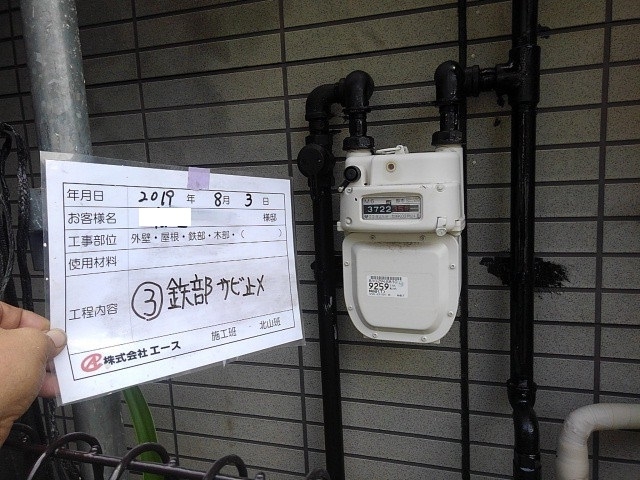 年月日 2019 年 8月 3日
お客様名 様邸
工事部位 外壁・屋根・鉄部・木部・( )
使用材料
工程内容 ③鉄部 サビ止メ
施工班 北山班
株式会社エース
3722
9259